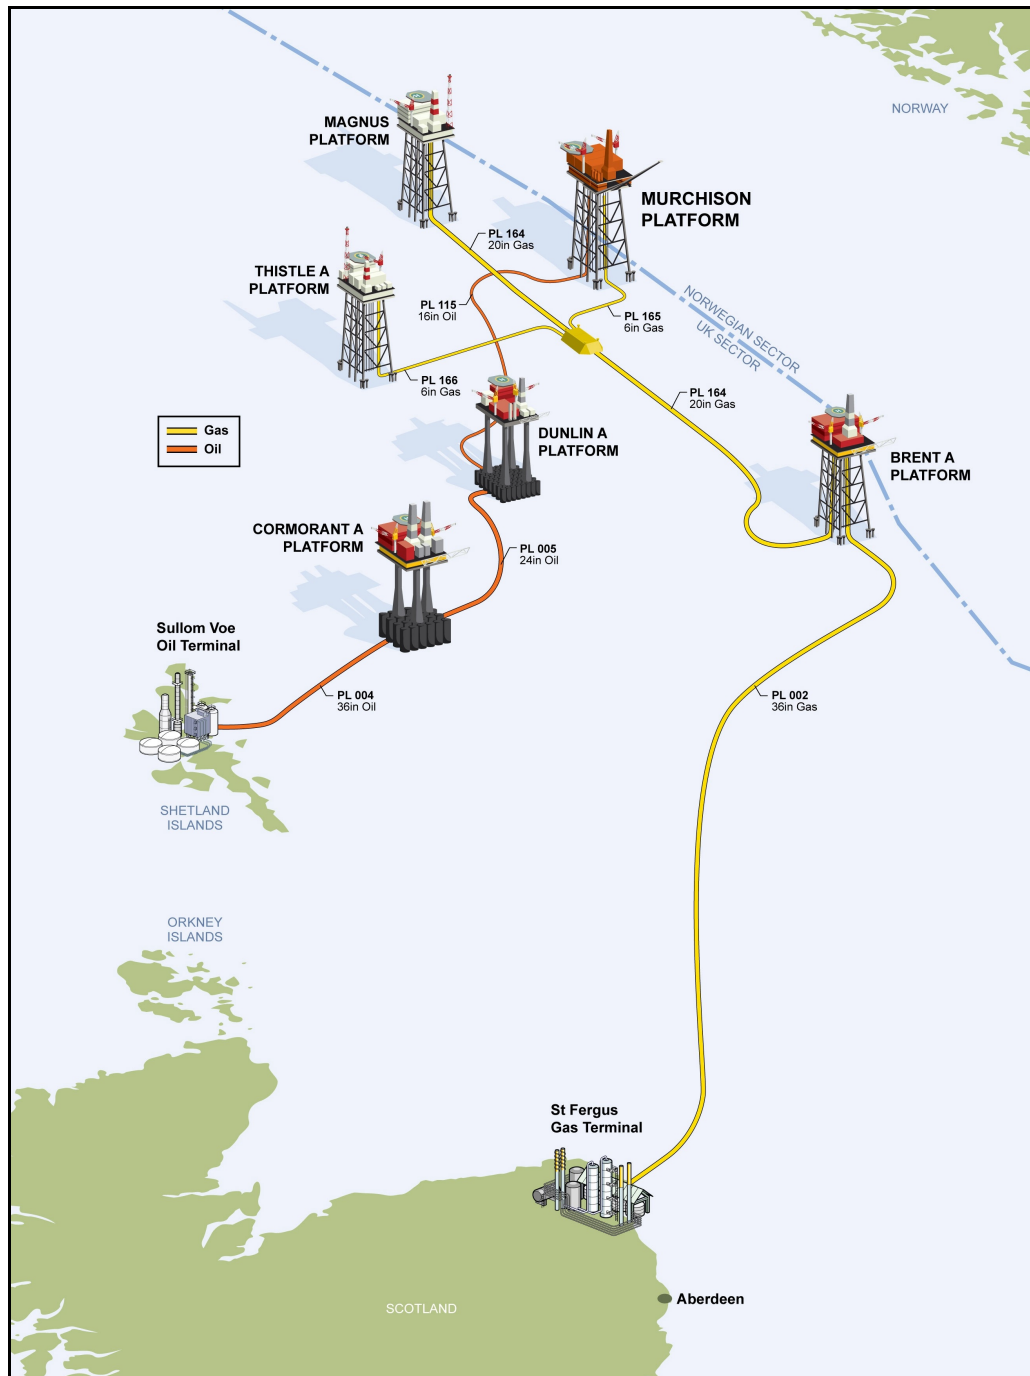 NORWAY
MAGNUS
PLATFORM
MURCHISON
PLATFORM
PL 164
20in Gas
THISTLE A
PLATFORM
PL 115
16in Oil
PL 165
6in Gas
NORWEGIAN SECTOR
UK SECTOR
PL 166
6in Gas
PL 164
20in Gas
Gas
Oil
DUNLIN A
PLATFORM
BRENT A
PLATFORM
CORMORANT A
PLATFORM
PL 005
24in Oil
Sullom Voe
Oil Terminal
PL 004
36in Oil
PL 002
36in Gas
SHETLAND
ISLANDS
ORKNEY
ISLANDS
St Fergus
Gas Terminal
Aberdeen
SCOTLAND